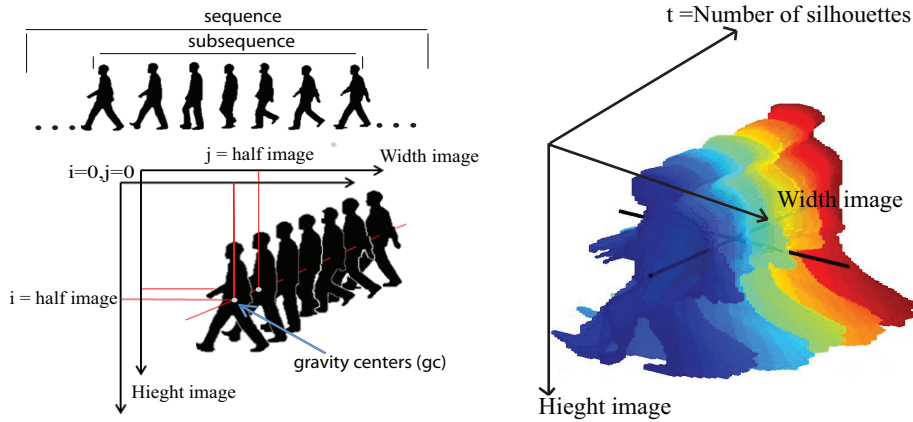 sequence
subsequence
j = half image
Width image
i=0,j=0
i = half image
gravity centers (gc)
Hieght image
t =Number of silhouettes
Width image
Hieght image